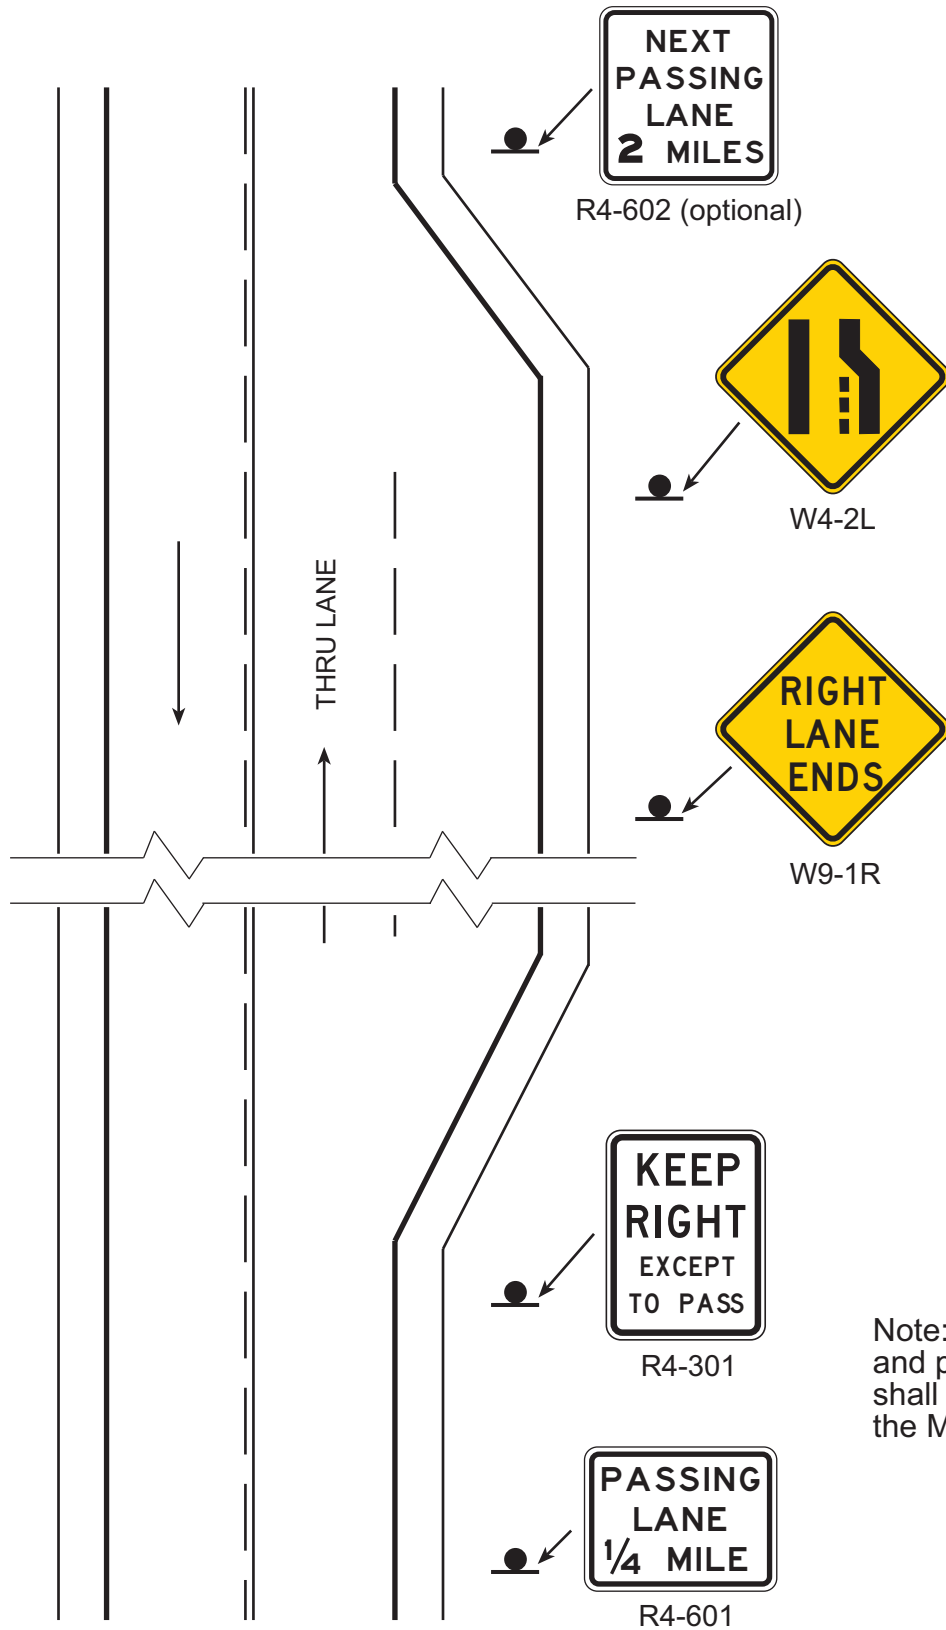 NEXT
PASSING
LANE
2 MILES
R4-602 (optional)
W4-2L
THRU LANE
RIGHT
LANE
ENDS
W9-1R
KEEP
RIGHT
EXCEPT
TO PASS
R4-301
Note:
and p
shall
the M
PASSING
LANE
1/4 MILE
R4-601